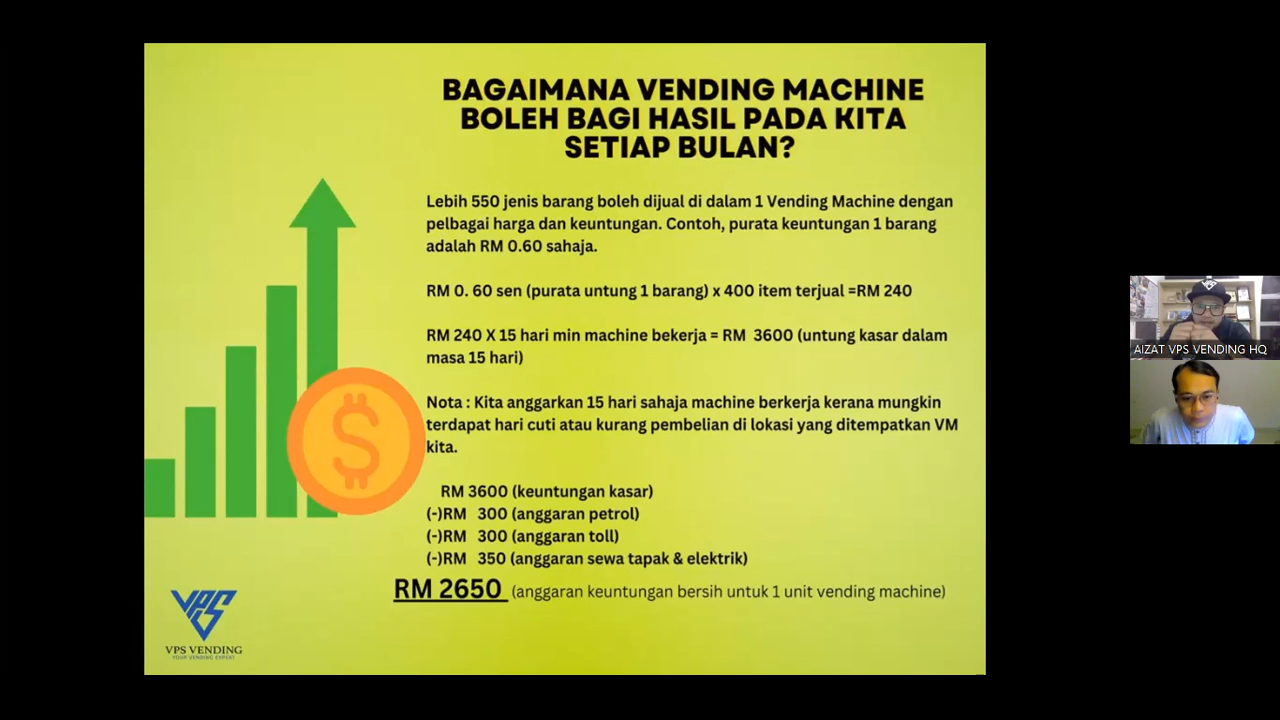 BAGAIMANA VENDING MACHINE
BOLEH BAGI HASIL PADA KITA
SETIAP BULAN?
Lebih 550 jenis barang boleh dijual di dalam 1 Vending Machine dengan
pelbagai harga dan keuntungan. Contoh, purata keuntungan 1 barang
adalah RM 0.60 sahaja.
RM 0. 60 sen (purata untung 1 barang) x 400 item terjual =RM 240
RM 240 X 15 hari min machine bekerja = RM 3600 (untung kasar dalam
masa 15 hari)
Nota : Kita anggarkan 15 hari sahaja machine berkerja kerana mungkin
terdapat hari cuti atau kurang pembelian di lokasi yang ditempatkan VM
kita.
RM 3600 (keuntungan kasar)
(-)RM 300 (anggaran petrol)
(-)RM 300 (anggaran toll)
(-)RM 350 (anggaran sewa tapak & elektrik)
RM 2650 (anggaran keuntungan bersih untuk 1 unit vending machine)
VPS
VPS VENDING
YOUR VENDING EXPERT
AIZAT VPS VENDING HQ